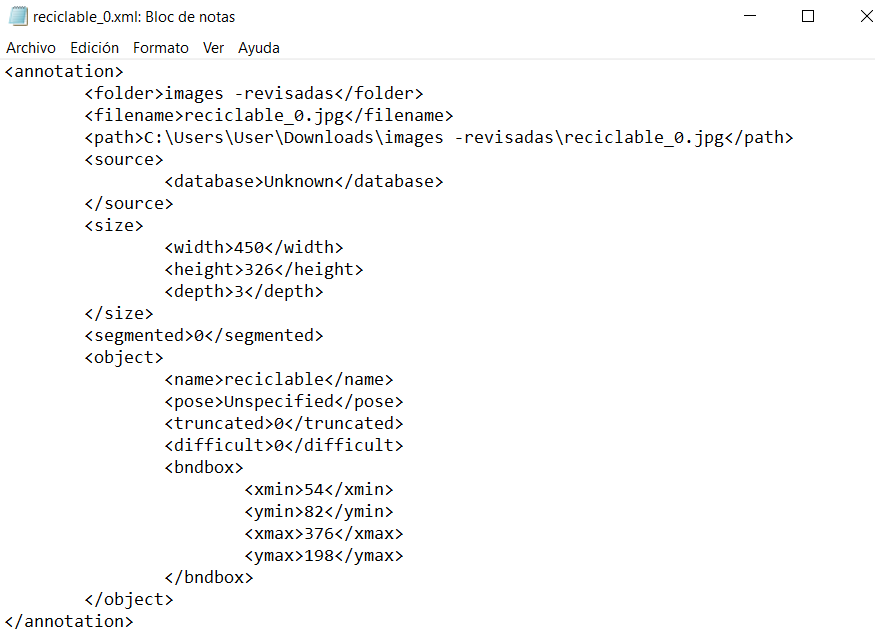 reciclable_0.xml: Bloc de notas
Archivo Edición Formato Ver Ayuda
<annotation>
<folder>images -revisadas</folder>
<filename>reciclable_0.jpg</filename>
<path>C:\Users\User\Downloads\images -revisadas\reciclable_0.jpg</path>
<source>
<database>Unknown</database>
</source>
<size>
<width>450</width>
<height>326</height>
<depth>3</depth>
</size>
<segmented>0</segmented>
<object>
<name>reciclable</name>
<pose>Unspecified</pose>
<truncated>0</truncated>
<difficult>0</difficult>
<bndbox>
<xmin>54</xmin>
<ymin>82</ymin>
<xmax>376</xmax>
<ymax>198</ymax>
</bndbox>
</object>
</annotation>